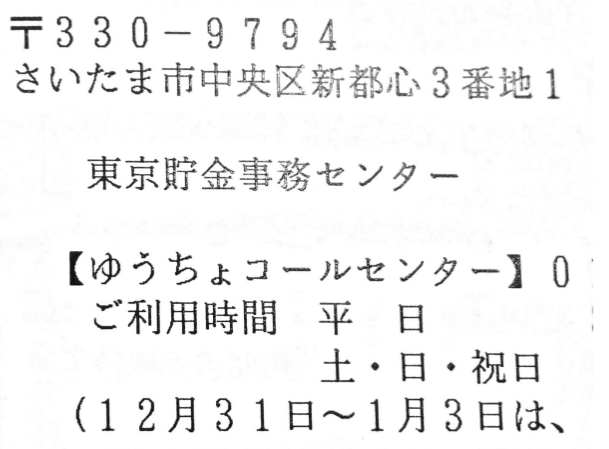 〒330－9794
さいたま市中央区新都心3番地1
東京貯金事務センター
【ゆうちょコールセンター】0
ご利用時間　平　日
土・日・祝日
（12月31日～1月3日は、